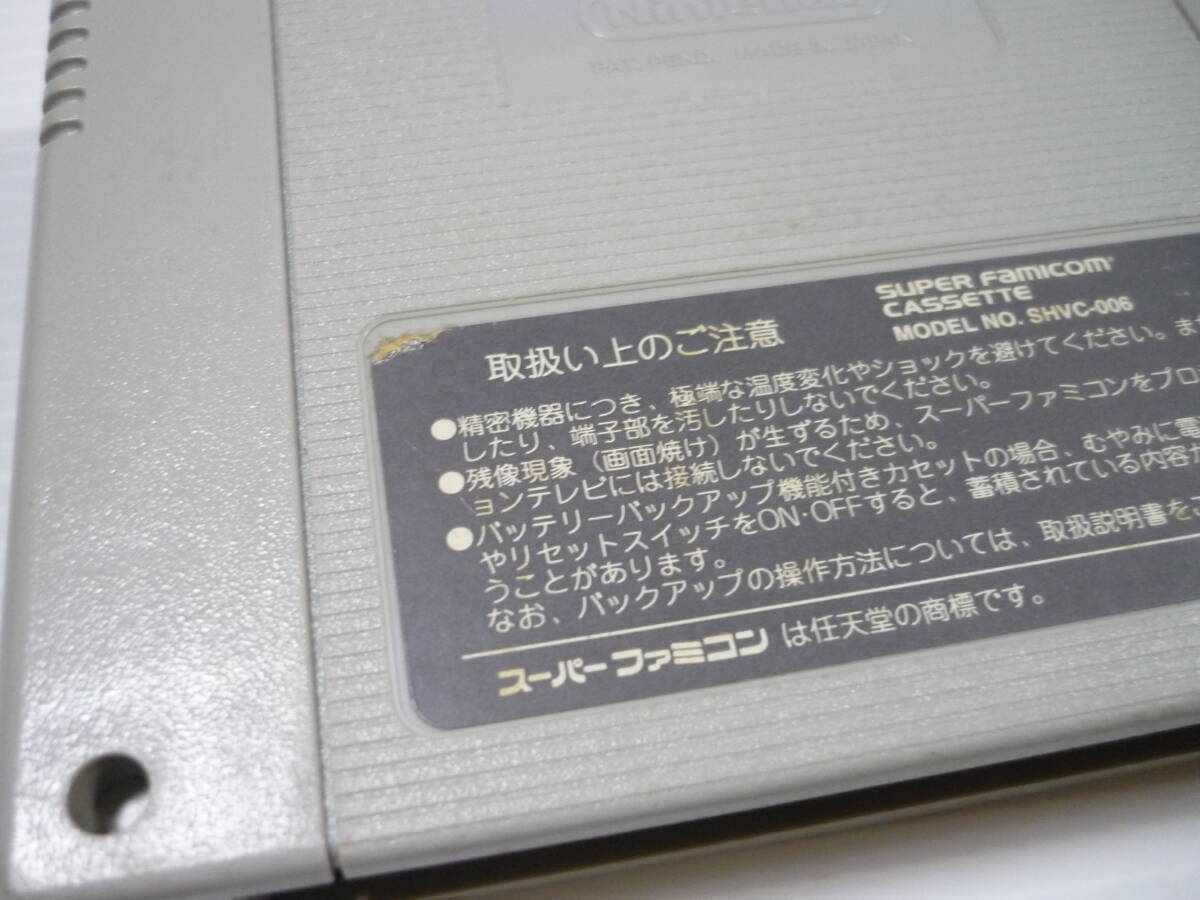 Nintendo
PAT. PEND. MADE IN JAPAN
SUPER Famicom
CASSETTE
MODEL NO. SHVC-006
取扱い上のご注意
●精密機器につき、極端な温度変化やショックを避けてください。ま
したり、端子部を汚したりしないでください。
●残像現象（画面焼け）が生ずるため、スーパーファミコンをプロジ
ョンテレビには接続しないでください。
●バッテリーバックアップ機能付きカセットの場合、むやみに電
やリセットスイッチをON・OFFすると、蓄積されている内容が
うことがあります。
なお、バックアップの操作方法については、取扱説明書を
スーパーファミコン は任天堂の商標です。